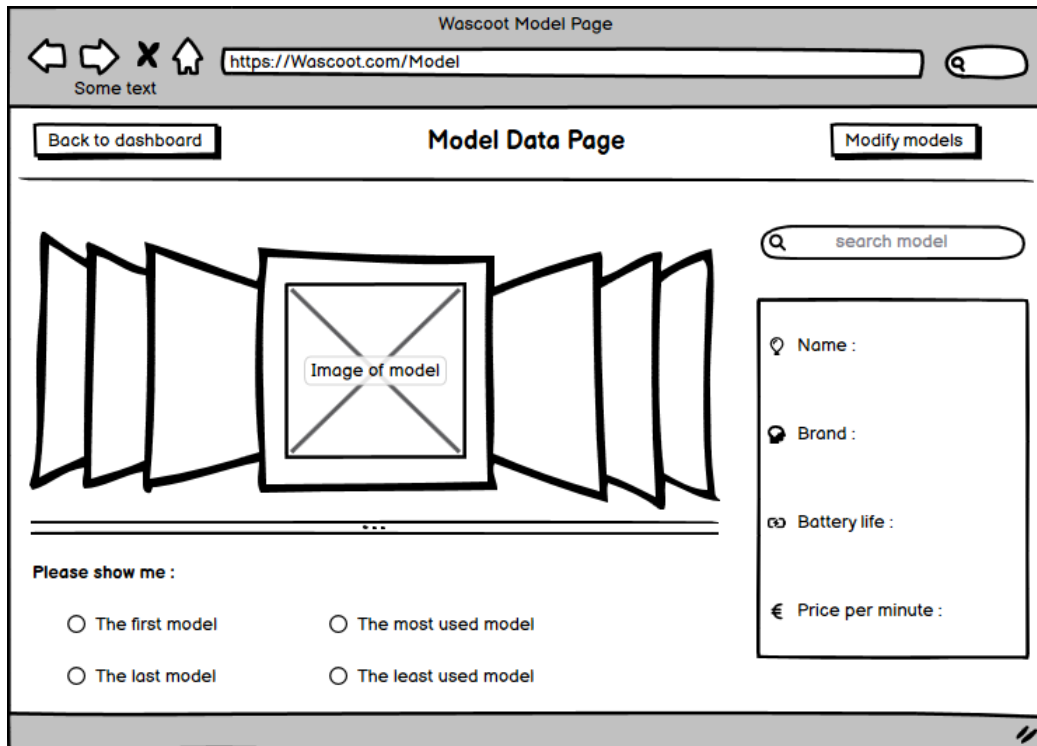 Wascoot Model Page
https://Wascoot.com/Model
Some text
Back to dashboard
Model Data Page
Modify models
search model
Image of model
Name :
Brand :
Battery life :
€ Price per minute :
Please show me :
The first model
The most used model
The last model
The least used model